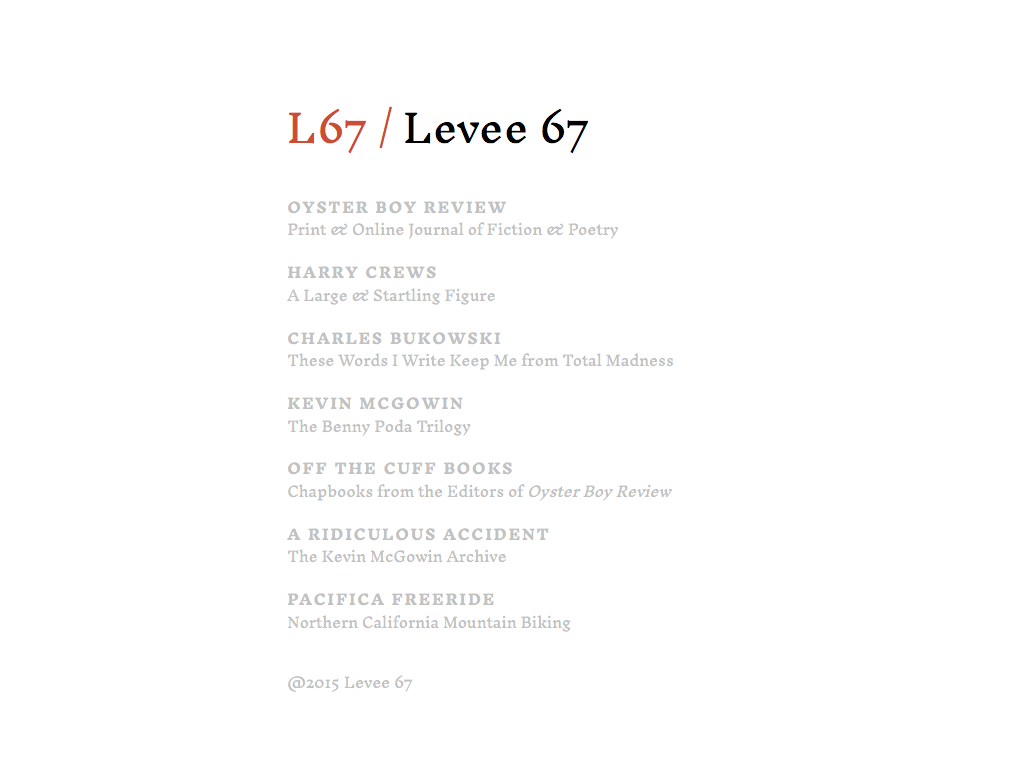 L67 / Levee 67
OYSTER BOY REVIEW
Print & Online Journal of Fiction & Poetry
HARRY CREWS
A Large & Startling Figure
CHARLES BUKOWSKI
These Words I Write Keep Me from Total Madness
KEVIN MCGOWIN
The Benny Poda Trilogy
OFF THE CUFF BOOKS
Chapbooks from the Editors of Oyster Boy Review
A RIDICULOUS ACCIDENT
The Kevin McGowin Archive
PACIFICA FREERIDE
Northern California Mountain Biking
@2015 Levee 67